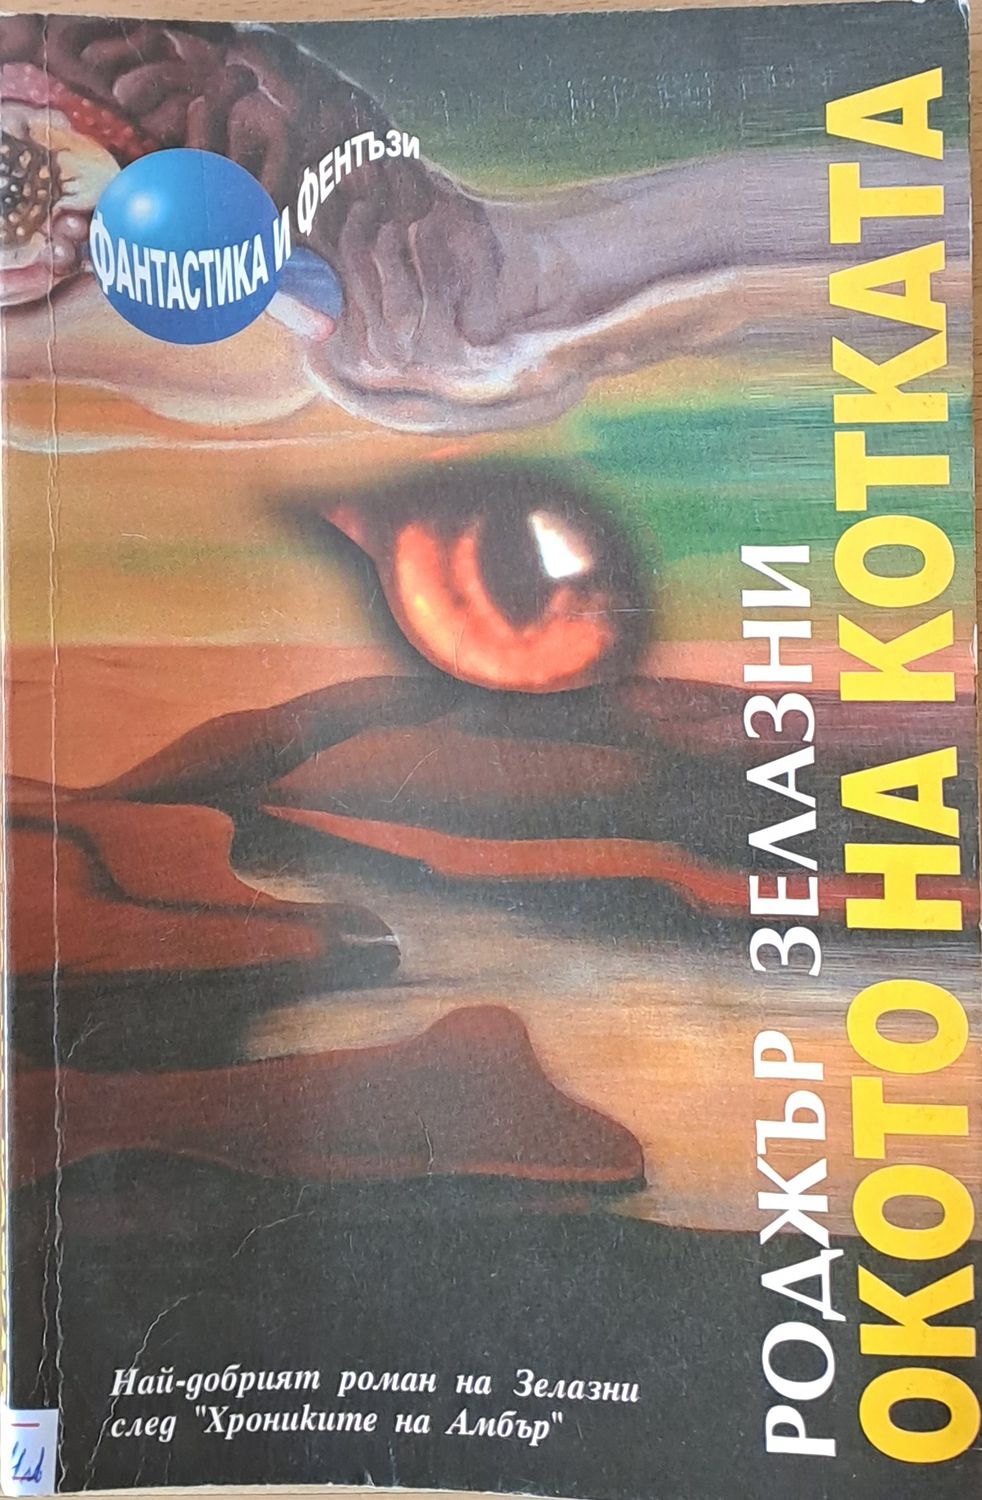 ФАНТАСТИКА И ФЕНТЪЗИ
РОДЖЪР ЗЕЛАЗНИ
ОКОТО НА КОТКАТА
Най-добрият роман на Зелазни
след "Хрониките на Амбър"